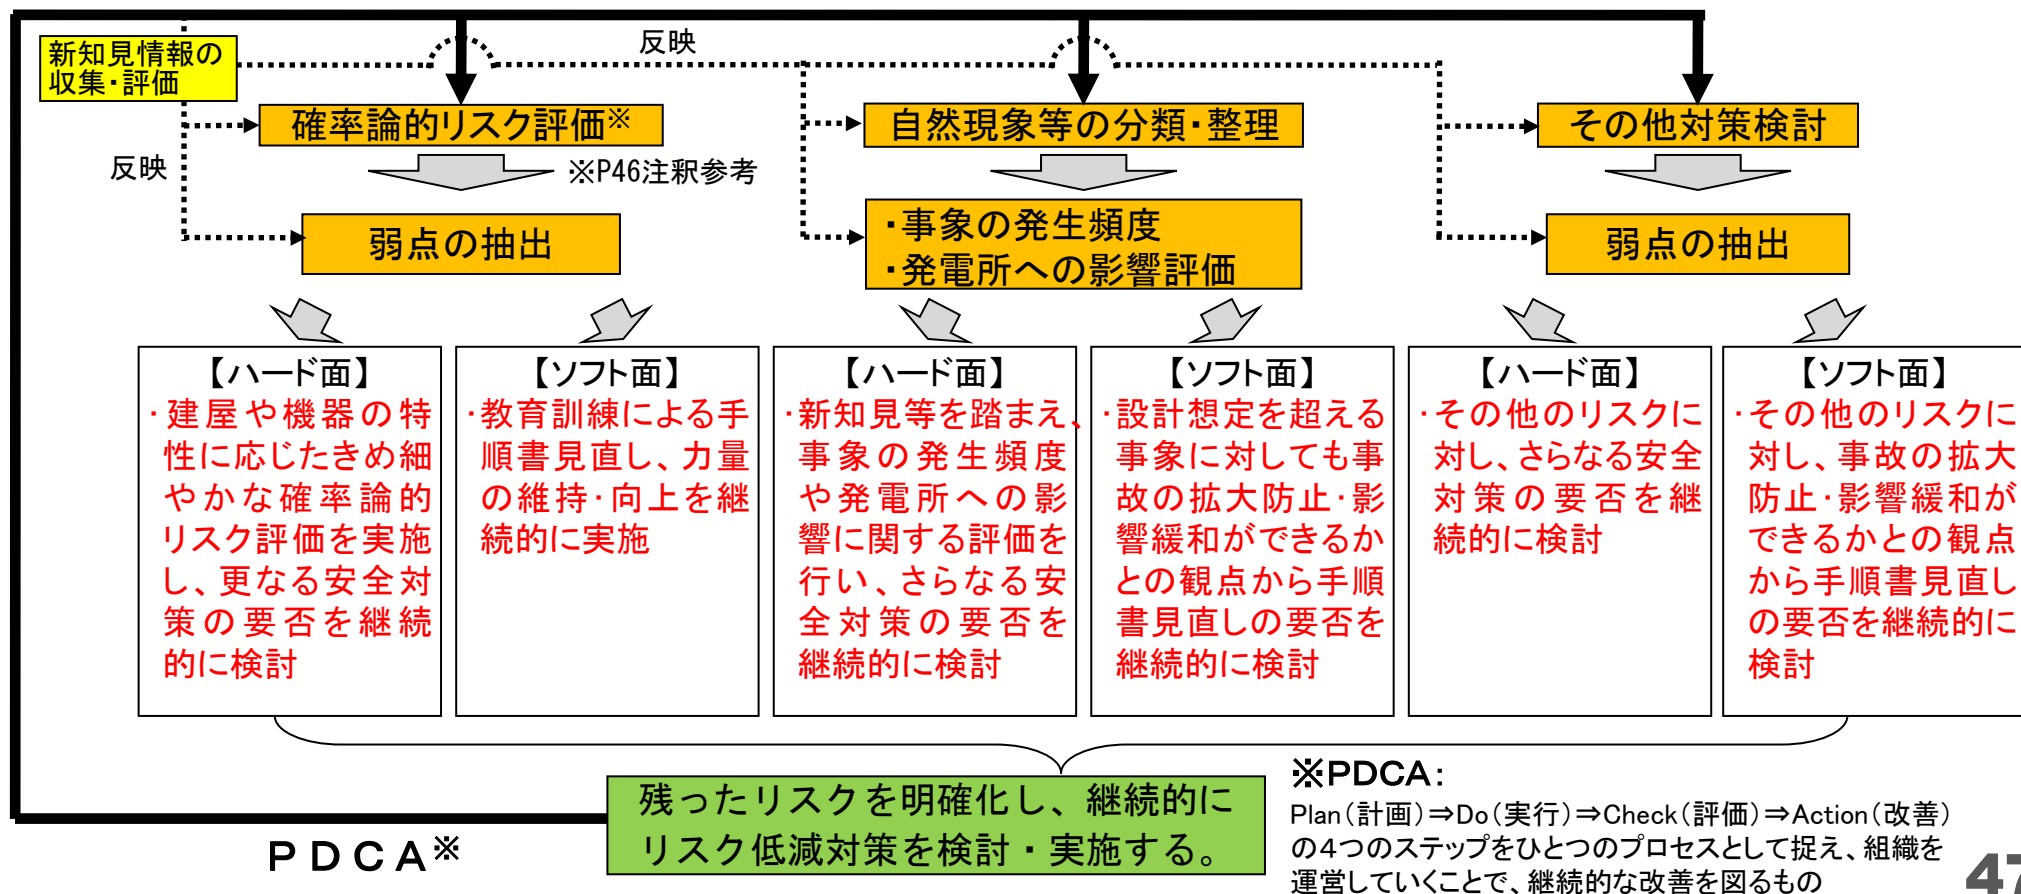 新知見情報の
収集・評価
反映
確率論的リスク評価※
自然現象等の分類・整理
その他対策検討
反映
※P46注釈参考
弱点の抽出
・事象の発生頻度
・発電所への影響評価
弱点の抽出
【ハード面】
・建屋や機器の特
性に応じたきめ細
やかな確率論的
リスク評価を実施
し、更なる安全対
策の要否を継続
的に検討
【ソフト面】
・教育訓練による手
順書見直し、力量
の維持・向上を継
続的に実施
【ハード面】
・新知見等を踏まえ、
事象の発生頻度
や発電所への影
響に関する評価を
行い、さらなる安
全対策の要否を
継続的に検討
【ソフト面】
・設計想定を超える
事象に対しても事
故の拡大防止・影
響緩和ができるか
との観点から手順
書見直しの要否を
継続的に検討
【ハード面】
・その他のリスクに
対し、さらなる安全
対策の要否を継
続的に検討
【ソフト面】
・その他のリスクに
対し、事故の拡大
防止・影響緩和が
できるかとの観点
から手順書見直し
の要否を継続的に
検討
残ったリスクを明確化し、継続的に
リスク低減対策を検討・実施する。
PDCA※
※PDCA:
Plan(計画)⇒Do(実行)⇒Check(評価)⇒Action(改善)
の4つのステップをひとつのプロセスとして捉え、組織を
運営していくことで、継続的な改善を図るもの
47